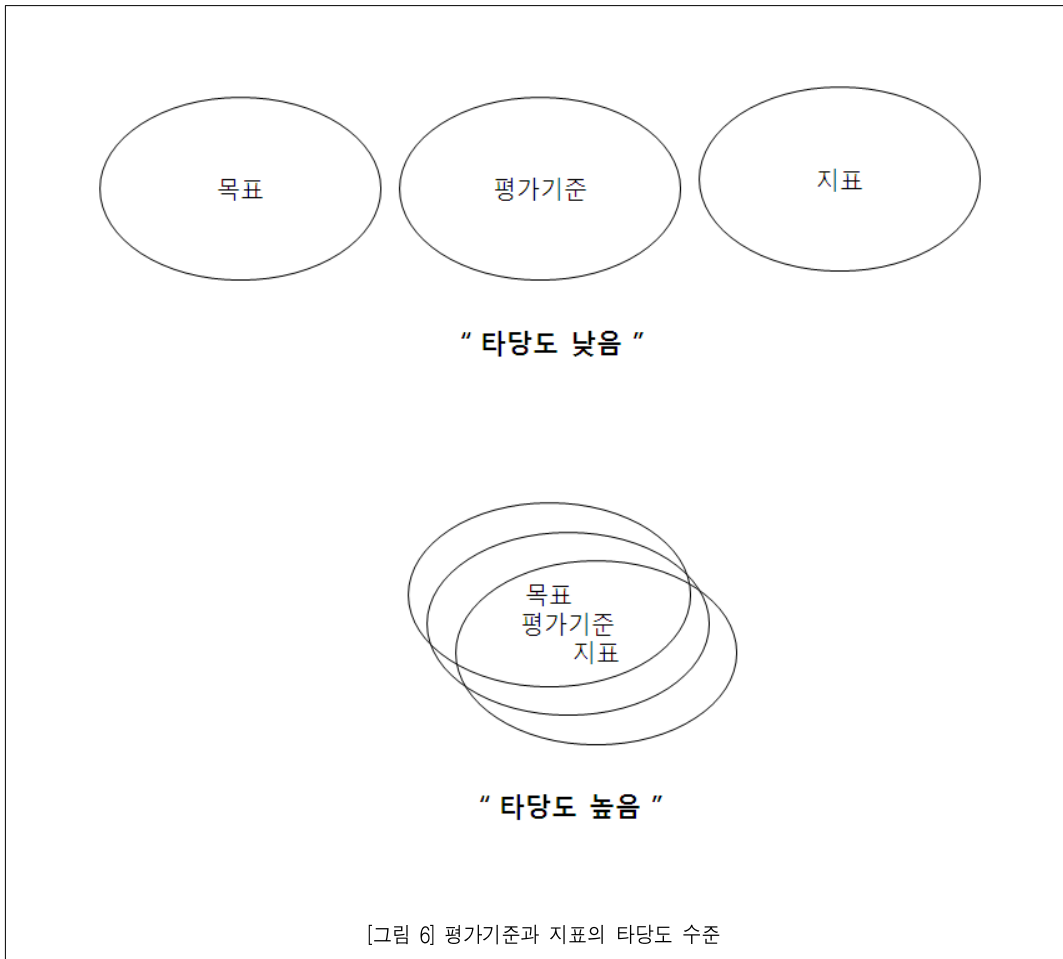 목표 평가기준 지표
“ 타당도 낮음 ”
목표
평가기준
지표
“ 타당도 높음 ”
[그림 6] 평가기준과 지표의 타당도 수준